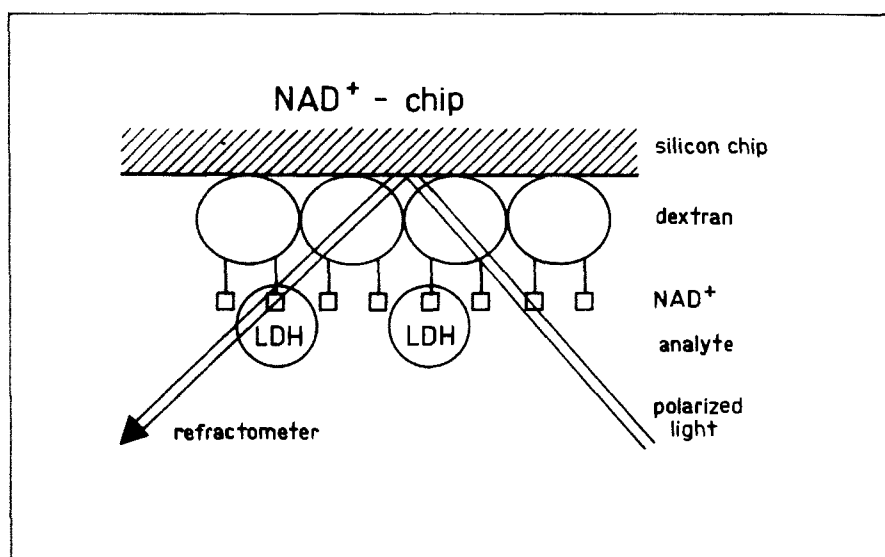 NAD+ - chip
silicon chip
dextran
NAD+
LDH LDH
analyte
refractometer
polarized
light